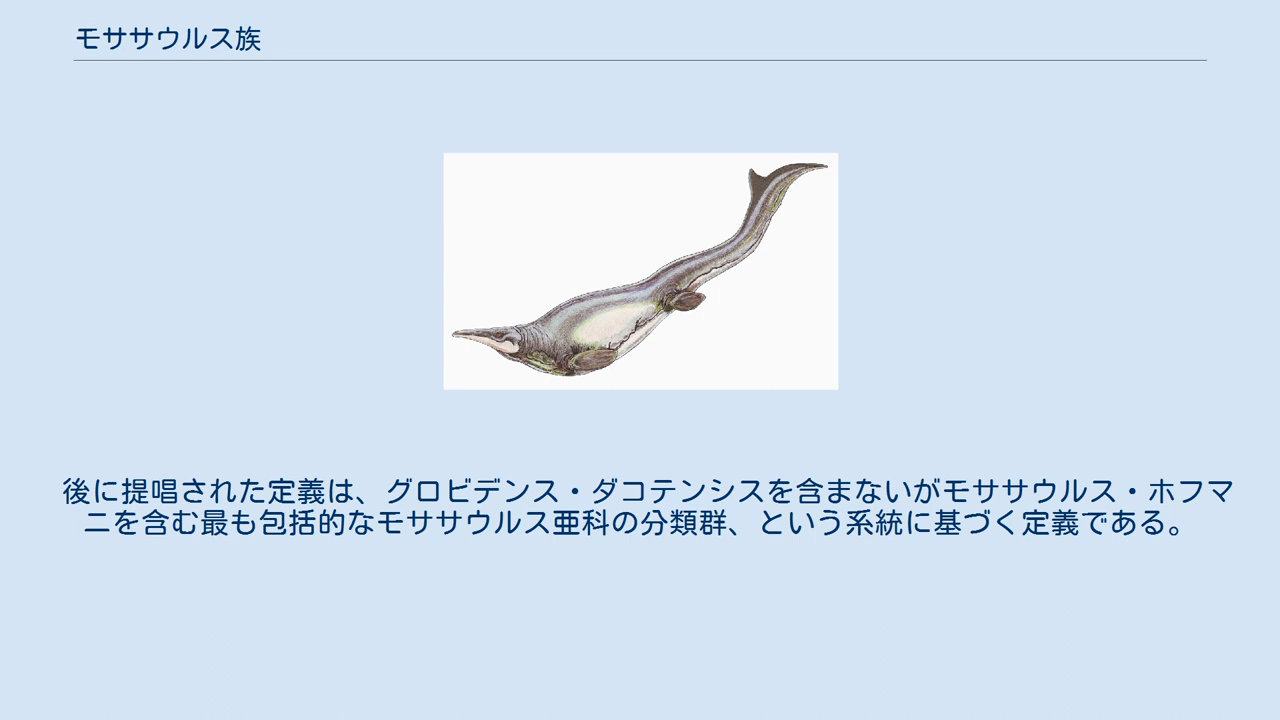 モササウルス族
後に提唱された定義は、グロビデンス・ダコテンシスを含まないがモササウルス・ホフマ
ニを含む最も包括的なモササウルス亜科の分類群、という系統に基づく定義である。